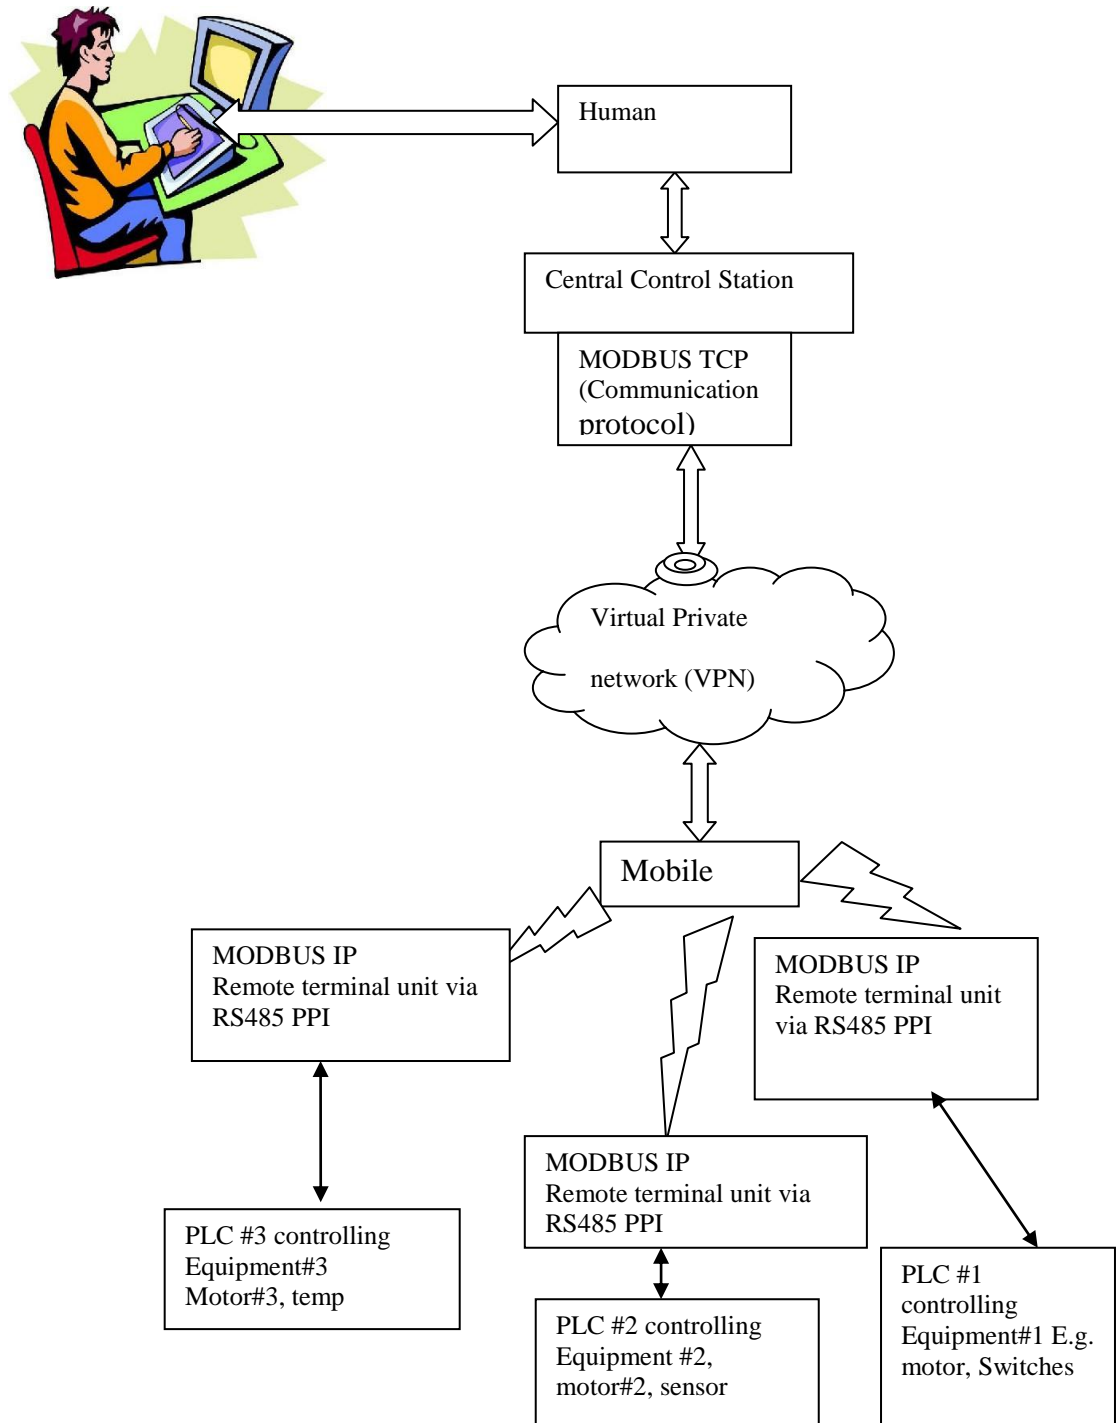 Human
Central Control Station
MODBUS TCP
(Communication
protocol)
Virtual Private
network (VPN)
Mobile
MODBUS IP
Remote terminal unit via
RS485 PPI
MODBUS IP
Remote terminal unit
via RS485 PPI
MODBUS IP
Remote terminal unit via
RS485 PPI
PLC #3 controlling
Equipment#3
Motor#3, temp
PLC #2 controlling
Equipment #2,
motor#2, sensor
PLC #1
controlling
Equipment#1 E.g.
motor, Switches